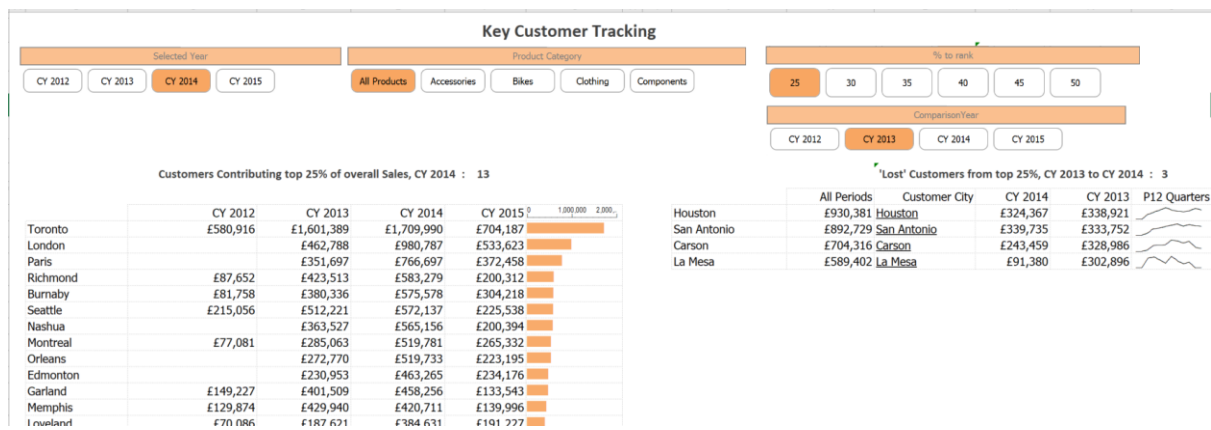 Key Customer Tracking
Selected Year
Product Category
% to rank
CY 2012 CY 2013 CY 2014 CY 2015
All Products Accessories Bikes Clothing Components
25 30 35 40 45 50
ComparisonYear
CY 2012 CY 2013 CY 2014 CY 2015
Customers Contributing top 25% of overall Sales, CY 2014 : 13
'Lost' Customers from top 25%, CY 2013 to CY 2014 : 3
CY 2012 CY 2013 CY 2014 CY 2015 0 1,000,000 2,000...
Toronto £580,916 £1,601,389 £1,709,990 £704,187
London £462,788 £980,787 £533,623
Paris £351,697 £766,697 £372,458
Richmond £87,652 £423,513 £583,279 £200,312
Burnaby £81,758 £380,336 £575,578 £304,218
Seattle £215,056 £512,221 £572,137 £225,538
Nashua £363,527 £565,156 £200,394
Montreal £77,081 £285,063 £519,781 £265,332
Orleans £272,770 £519,733 £223,195
Edmonton £230,953 £463,265 £234,176
Garland £149,227 £401,509 £458,256 £133,543
Memphis £129,874 £429,940 £420,711 £139,996
Loveland £70,086 £187,621 £384,631 £191,227
All Periods Customer City CY 2014 CY 2013 P12 Quarters
Houston £930,381 Houston £324,367 £338,921
San Antonio £892,729 San Antonio £339,735 £333,752
Carson £704,316 Carson £243,459 £328,986
La Mesa £589,402 La Mesa £91,380 £302,896